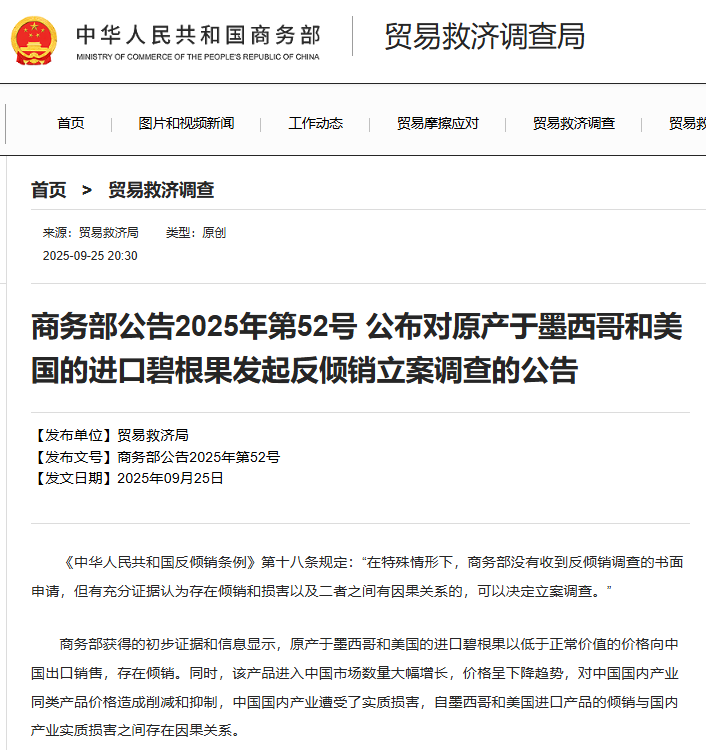 中华人民共和国商务部
MINISTRY OF COMMERCE OF THE PEOPLE'S REPUBLIC OF CHINA
贸易救济调查局
首页 图片和视频新闻 工作动态 贸易摩擦应对 贸易救济调查 贸易救
首页 > 贸易救济调查
来源：贸易救济局 类型：原创
2025-09-25 20:30
商务部公告2025年第52号 公布对原产于墨西哥和美
国的进口碧根果发起反倾销立案调查的公告
【发布单位】贸易救济局
【发布文号】商务部公告2025年第52号
【发文日期】2025年09月25日
《中华人民共和国反倾销条例》第十八条规定：“在特殊情形下，商务部没有收到反倾销调查的书面
申请，但有充分证据认为存在倾销和损害以及二者之间有因果关系的，可以决定立案调查。”
商务部获得的初步证据和信息显示，原产于墨西哥和美国的进口碧根果以低于正常价值的价格向中
国出口销售，存在倾销。同时，该产品进入中国市场数量大幅增长，价格呈下降趋势，对中国国内产业
同类产品价格造成削减和抑制，中国国内产业遭受了实质损害，自墨西哥和美国进口产品的倾销与国内
产业实质损害之间存在因果关系。